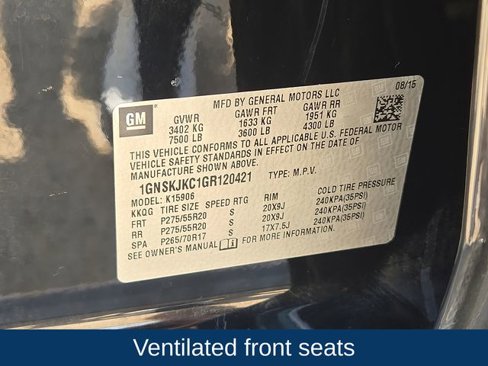 MFD BY GENERAL MOTORS LLC 08/15
GM GVWR GAWR FRT GAWR RR
3402 KG 1633 KG 1951 KG
7500 LB 3600 LB 4300 LB
THIS VEHICLE CONFORMS TO ALL APPLICABLE U.S. FEDERAL MOTOR
VEHICLE SAFETY STANDARDS IN EFFECT ON THE DATE OF
MANUFACTURE SHOWN ABOVE.
1GNSKJKC1GR120421 TYPE: M.P.V.
MODEL: K15906
KKQG TIRE SIZE SPEED RTG RIM COLD TIRE PRESSURE
FRT P275/55R20 S 20X9J 240KPA(35PSI)
RR P275/55R20 S 20X9J 240KPA(35PSI)
SPA P265/70R17 S 17X7.5J 240KPA(35PSI)
SEE OWNER'S MANUAL FOR MORE INFORMATION.
Ventilated front seats